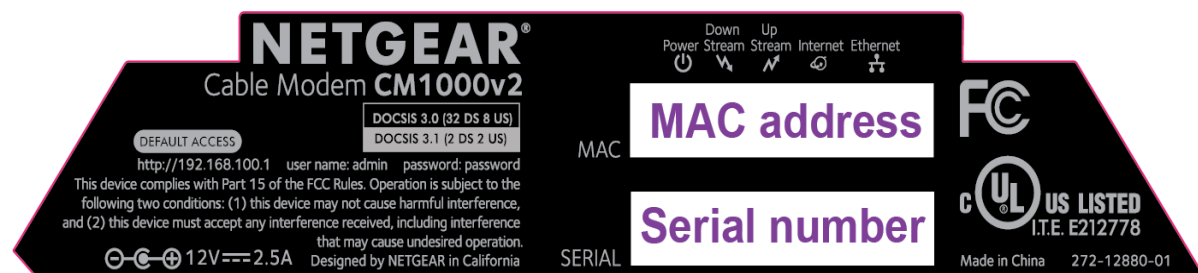 NETGEAR®
Cable Modem CM1000v2
DOCSIS 3.0 (32 DS 8 US)
DOCSIS 3.1 (2 DS 2 US)
DEFAULT ACCESS
http://192.168.100.1 user name: admin password: password
This device complies with Part 15 of the FCC Rules. Operation is subject to the
following two conditions: (1) this device may not cause harmful interference,
and (2) this device must accept any interference received, including interference
that may cause undesired operation.
12V 2.5A Designed by NETGEAR in California
Down Up
Power Stream Stream Internet Ethernet
MAC MAC address
SERIAL Serial number
FC
C UL® US LISTED
I.T.E. E212778
Made in China 272-12880-01